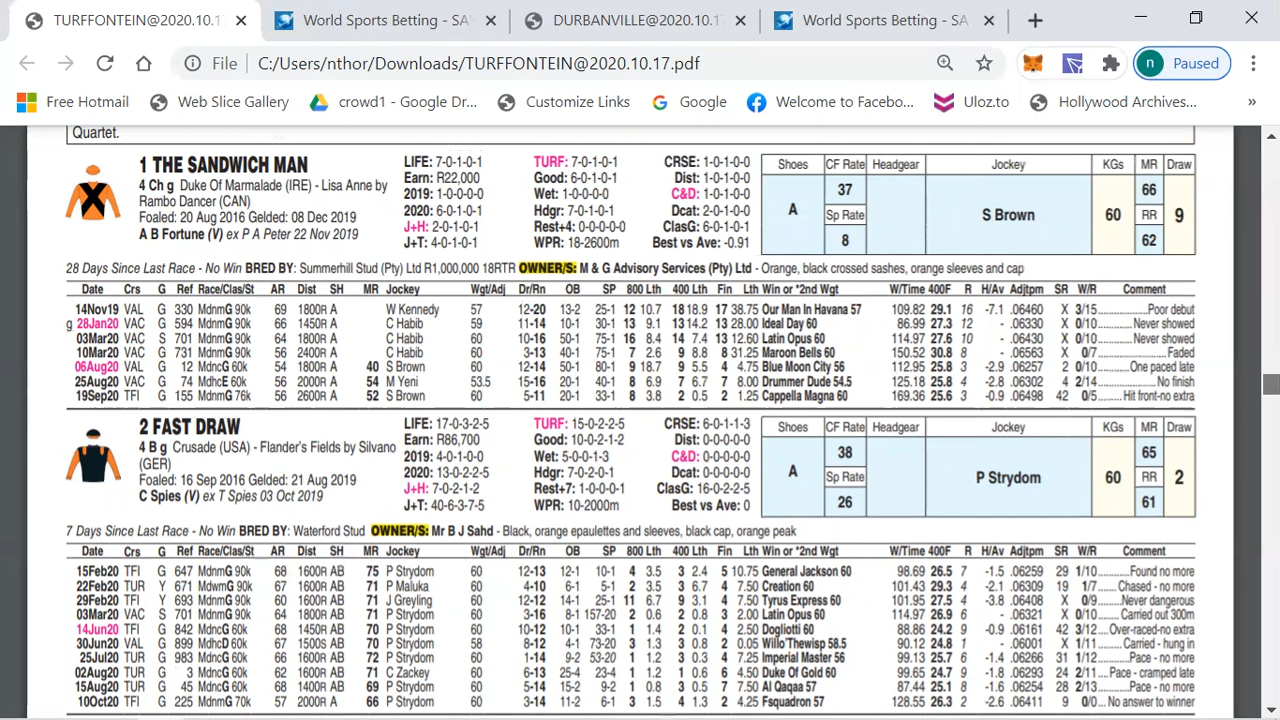 TURFFONTEIN@2020.10.1
World Sports Betting - SA
DURBANVILLE@2020.10.1
World Sports Betting - SA
File C:/Users/nthor/Downloads/TURFFONTEIN@2020.10.17.pdf n Paused
Free Hotmail Web Slice Gallery crowd1 - Google Dr... Customize Links Google Welcome to Faceb... Uloz.to Hollywood Archives... »
Quartet.
1 THE SANDWICH MAN LIFE: 7-0-1-0-1 TURF: 7-0-1-0-1 CRSE: 1-0-1-0-0 Shoes CF Rate Headgear Jockey KGs MR Draw
4 Ch g Duke Of Marmalade (IRE) - Lisa Anne by Earn: R22,000 Good: 6-0-1-0-1 Dist: 1-0-1-0-0 37 66
Rambo Dancer (CAN) 2019: 1-0-0-0-0 Wet: 1-0-0-0-0 C&D: 1-0-1-0-0 A Sp Rate S Brown 60 RR 9
Foaled: 20 Aug 2016 Gelded: 08 Dec 2019 2020: 6-0-1-0-1 Hdgr: 7-0-1-0-1 Dcat: 2-0-1-0-0
A B Fortune (V) ex P A Peter 22 Nov 2019 J+H: 2-0-1-0-1 Rest+4: 0-0-0-0-0 ClasG: 6-0-1-0-1 8 62
J+T: 4-0-1-0-1 WPR: 18-2600m Best vs Ave: -0.91
28 Days Since Last Race - No Win BRED BY: Summerhill Stud (Pty) Ltd R1,000,000 18RTR OWNER/S: M & G Advisory Services (Pty) Ltd - Orange, black crossed sashes, orange sleeves and cap
Date Crs G Ref Race/Clas/St AR Dist SH MR Jockey Wgt/Adj Dr/Rn OB SP 800 Lth 400 Lth Fin Lth Win or *2nd Wgt W/Time 400F R H/Av Adjtpm SR W/R Comment
14Nov19 VAL G 330 MdnmG 90k 69 1800R A W Kennedy 57 12-20 13-2 25-1 12 10.7 18 18.9 17 38.75 Our Man In Havana 57 109.82 29.1 16 -7.1 .06460 X 3/15 ..............Poor debut
g 28Jan20 VAC G 594 MdnmG 90k 66 1450R A C Habib 59 11-14 10-1 30-1 13 9.1 13 14.2 13 28.00 Ideal Day 60 86.99 27.3 12 - .06330 X 0/10 ..........Never showed
03Mar20 VAC S 701 MdnmG 90k 64 1800R A C Habib 60 10-16 50-1 75-1 16 8.4 14 7.4 13 12.60 Latin Opus 60 114.97 27.6 10 - .06430 X 0/10 ..........Never showed
10Mar20 VAC G 731 MdnmG 90k 56 2400R A C Habib 60 3-13 40-1 75-1 7 2.6 9 8.8 8 31.25 Maroon Bells 60 150.52 30.8 8 - .06563 X 0/7 ......................Faded
06Aug20 VAL G 12 MdncG 80k 54 1800R A 40 S Brown 60 12-14 50-1 80-1 9 18.7 9 5.5 4 4.75 Blue Moon City 56 112.95 25.8 3 -2.9 .06257 2 0/10 .......One paced late
25Aug20 VAC G 74 MdhcE 60k 56 2000R A 54 M Yeni 53.5 15-16 20-1 40-1 8 6.9 7 6.7 7 8.00 Drummer Dude 54.5 125.18 25.8 4 -2.8 .06302 4 2/14 ................No finish
19Sep20 TFI G 155 MdnmG 76k 56 2600R A 52 S Brown 60 5-11 20-1 33-1 8 3.8 2 0.5 2 1.25 Cappella Magna 60 169.36 25.6 3 -0.9 .06498 42 0/5 ...Hit front-no extra
2 FAST DRAW LIFE: 17-0-3-2-5 TURF: 15-0-2-2-5 CRSE: 6-0-1-1-3 Shoes CF Rate Headgear Jockey KGs MR Draw
4 B g Crusade (USA) - Flander's Fields by Silvano Earn: R86,700 Good: 10-0-2-1-2 Dist: 0-0-0-0-0 38 65
(GER) 2019: 4-0-1-0-0 Wet: 5-0-0-1-3 C&D: 0-0-0-0-0 A Sp Rate P Strydom 60 RR 2
Foaled: 16 Sep 2016 Gelded: 21 Aug 2019 2020: 13-0-2-2-5 Hdgr: 7-0-2-0-1 Dcat: 0-0-0-0-0
C Spies (V) ex T Spies 03 Oct 2019 J+H: 7-0-2-1-2 Rest+7: 1-0-0-0-1 ClasG: 16-0-2-2-5 26 61
J+T: 40-6-3-7-5 WPR: 10-2000m Best vs Ave: 0
7 Days Since Last Race - No Win BRED BY: Waterford Stud OWNER/S: Mr B J Sahd - Black, orange epaulettes and sleeves, black cap, orange peak
Date Crs G Ref Race/Clas/St AR Dist SH MR Jockey Wgt/Adj Dr/Rn OB SP 800 Lth 400 Lth Fin Lth Win or *2nd Wgt W/Time 400F R H/Av Adjtpm SR W/R Comment
15Feb20 TFI G 647 MdnmG 90k 68 1600R AB 75 P Strydom 60 12-13 12-1 10-1 4 3.5 3 2.4 5 10.75 General Jackson 60 98.69 26.5 7 -1.5 .06259 29 1/10 .........Found no more
22Feb20 TUR Y 671 MdwmG 90k 64 1600R AB 71 P Maluka 60 4-10 6-1 5-1 2 3.5 3 6.7 4 7.50 Creation 60 101.43 29.3 4 -2.1 .06309 19 1/7 ....Chased - no more
29Feb20 TFI Y 693 MdnmG 90k 60 1600R AB 71 J Greyling 60 12-12 14-1 25-1 11 6.7 9 3.1 4 7.50 Tyrus Express 60 101.95 27.5 4 -3.8 .06408 X 0/9 ....Never dangerous
03Mar20 VAC S 701 MdnmG 90k 64 1800R AB 71 P Strydom 60 3-16 8-1 157-20 2 0.6 2 0.8 3 2.00 Latin Opus 60 114.97 26.9 6 - .06321 X 0/10 ...Carried out 300m
14Jun20 TFI G 842 MdncG 60k 68 1450R AB 70 P Strydom 60 10-12 10-1 33-1 1 1.4 2 0.1 4 2.50 Dogliotti 60 88.86 24.2 9 -0.9 .06161 42 3/12 ..Over-raced-no extra
30Jun20 VAL G 899 MdncD 60k 70 1450R AB 70 P Strydom 60 8-12 4-1 73-20 3 1.3 3 0.8 2 0.05 Willo'Thewisp 58.5 90.12 24.8 1 - .06001 X 1/11 ....Carried - hung in
25Jul20 TUR G 983 MdncG 60k 66 1600R AB 72 P Strydom 60 1-14 9-2 53-20 1 1.2 3 0.3 4 7.25 Imperial Master 56 99.13 25.7 6 -1.4 .06266 31 1/12 .......Pace - no more
02Aug20 TUR G 3 MdncG 60k 62 1600R AB 71 C Zackey 60 6-13 25-4 23-4 1 1.2 1 0.6 6 4.50 Duke Of Gold 60 99.65 24.7 9 -1.8 .06293 24 2/11 ..Pace - cramped late
15Aug20 TUR G 45 MdncG 60k 68 1400R AB 69 P Strydom 60 5-14 15-2 9-2 1 0.8 3 0.5 7 7.50 Al Qaqaa 57 87.44 25.1 8 -1.6 .06254 28 2/13 .......Pace - no more
10Oct20 TFI G 225 MdncG 70k 57 2000R AB 66 P Strydom 60 3-14 11-2 6-1 3 1.5 4 1.3 2 4.25 Fsquadron 57 128.55 26.3 2 -2.6 .06391 9 0/11 ..No answer to winner